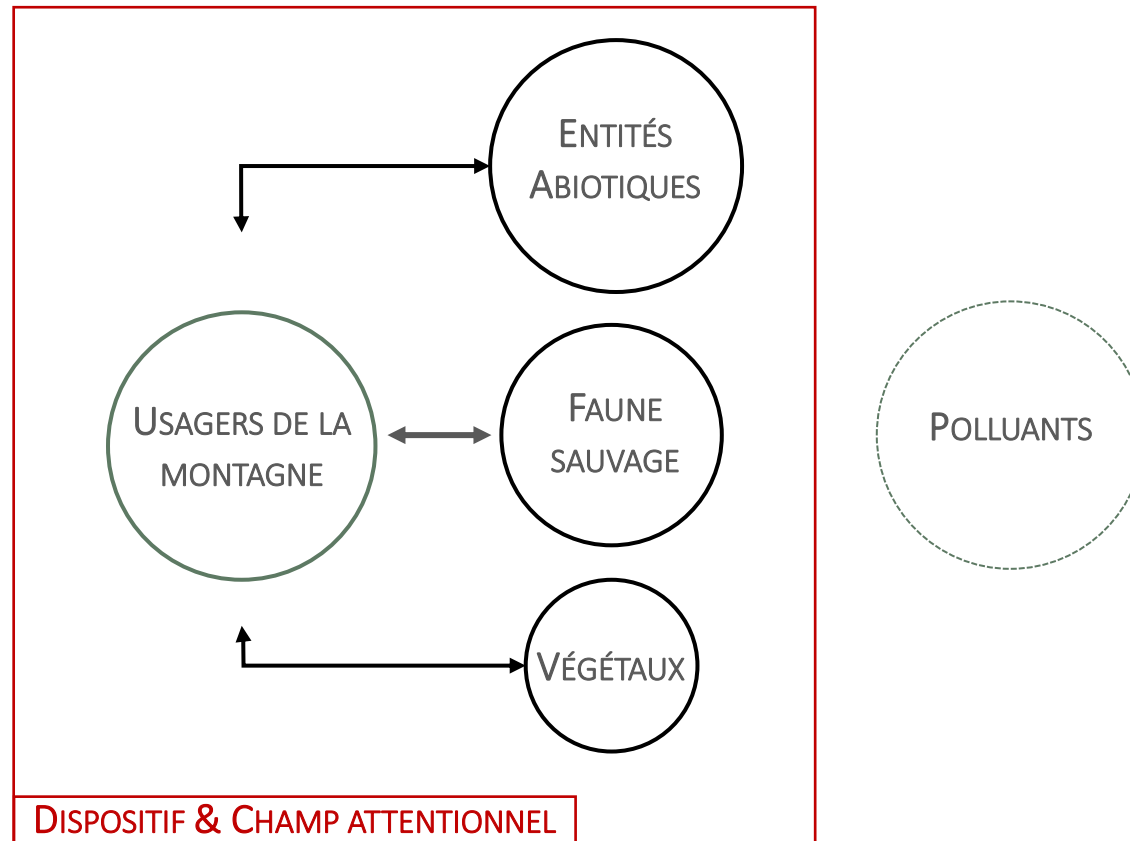 Entités
Abiotiques
Usagers de la
montagne
Faune
sauvage
Polluants
Végétaux
Dispositif & Champ attentionnel